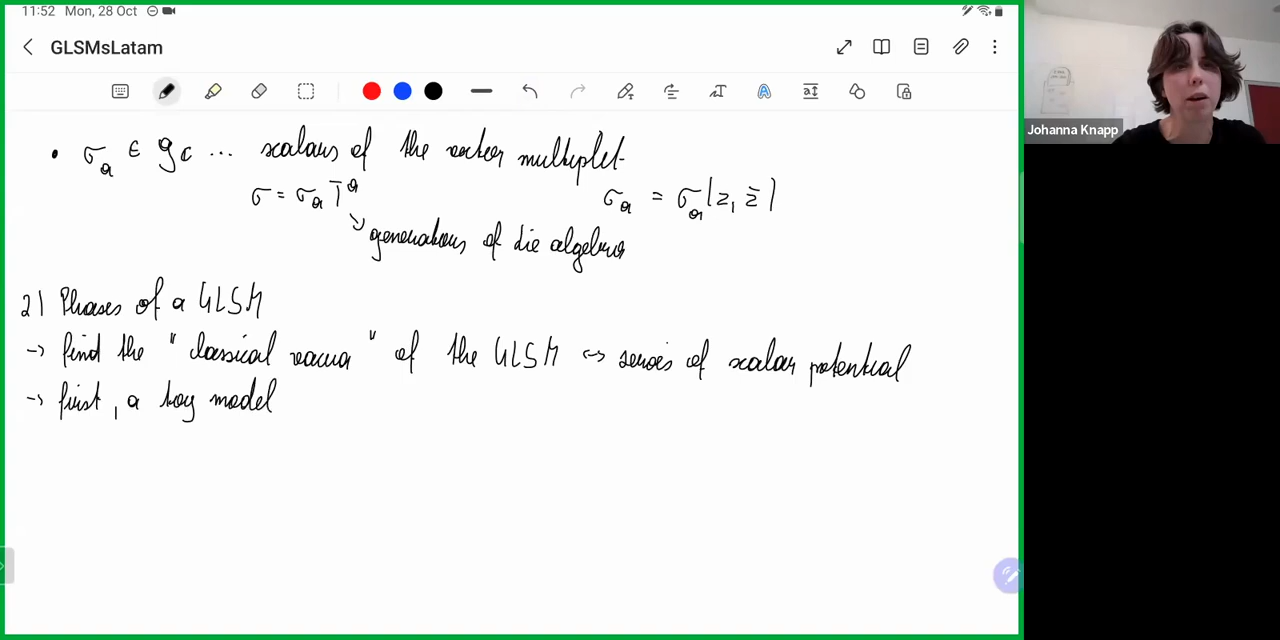 11:52 Mon, 28 Oct
GLSMsLatam
Johanna Knapp
• σ_a ∈ g_ℂ ... scalars of the vector multiplet
σ = σ_a T^a σ_a = σ_a(z, z̄)
↘ generators of Lie algebra
2) Phases of a GLSM
→ find the "classical vacua" of the GLSM ↔ zeroes of scalar potential
→ first, a toy model